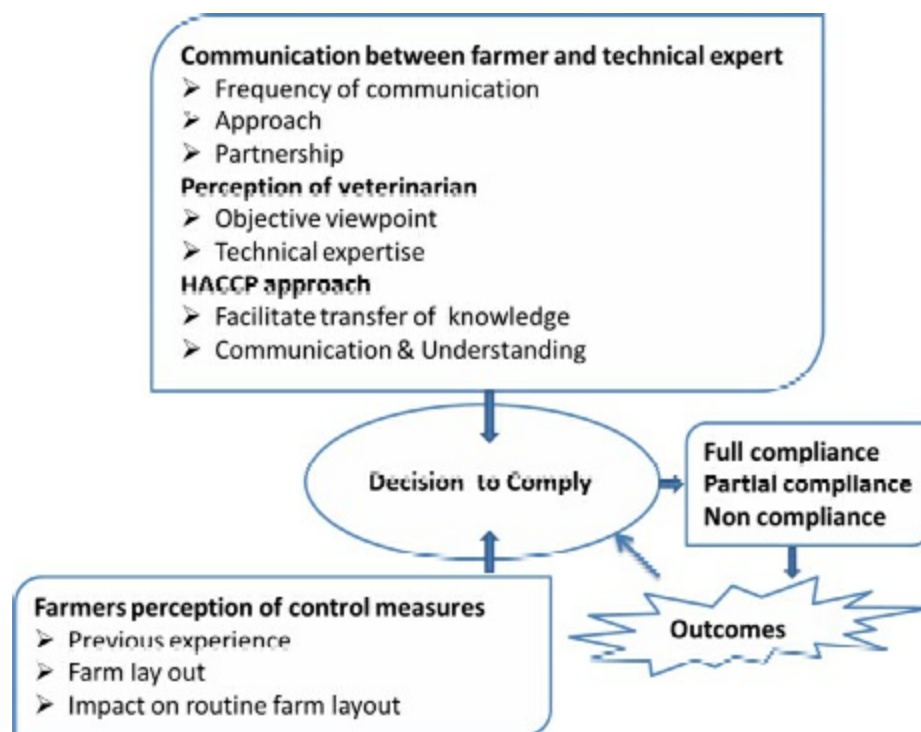 Communication between farmer and technical expert
➢ Frequency of communication
➢ Approach
➢ Partnership
Perception of veterinarian
➢ Objective viewpoint
➢ Technical expertise
HACCP approach
➢ Facilitate transfer of knowledge
➢ Communication & Understanding
Decision to Comply
Full compliance
Partial compliance
Non compliance
Outcomes
Farmers perception of control measures
➢ Previous experience
➢ Farm lay out
➢ Impact on routine farm layout